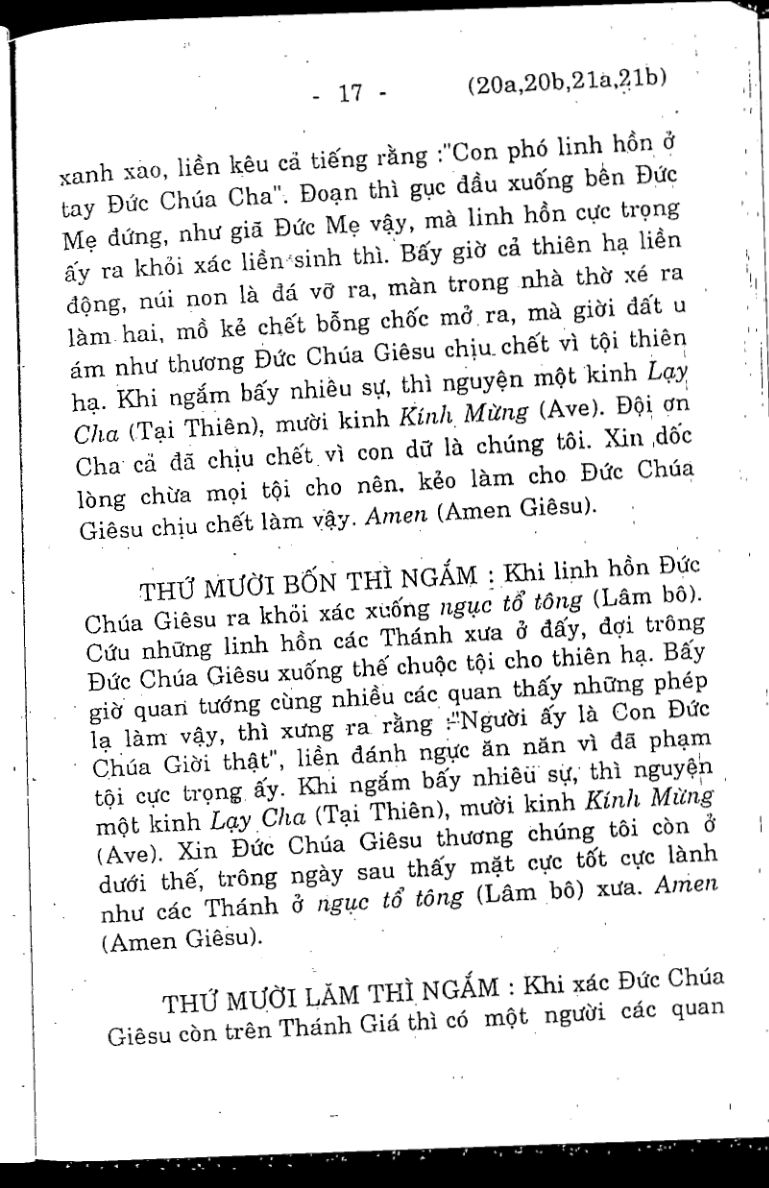 - 17 - (20a,20b,21a,21b)
xanh xao, liền kêu cả tiếng rằng :"Con phó linh hồn ở
tay Đức Chúa Cha". Đoạn thì gục đầu xuống bên Đức
Mẹ đứng, như giã Đức Mẹ vậy, mà linh hồn cực trọng
ấy ra khỏi xác liền sinh thì. Bấy giờ cả thiên hạ liền
động, núi non là đá vỡ ra, màn trong nhà thờ xé ra
làm hai, mồ kẻ chết bỗng chốc mở ra, mà giời đất u
ám như thương Đức Chúa Giêsu chịu chết vì tội thiên
hạ. Khi ngắm bấy nhiêu sự, thì nguyện một kinh Lạy
Cha (Tại Thiên), mười kinh Kính Mừng (Ave). Đội ơn
Cha cả đã chịu chết vì con dữ là chúng tôi. Xin dốc
lòng chừa mọi tội cho nên, kẻo làm cho Đức Chúa
Giêsu chịu chết làm vậy. Amen (Amen Giêsu).
THỨ MƯỜI BỐN THÌ NGẮM : Khi linh hồn Đức
Chúa Giêsu ra khỏi xác xuống ngục tổ tông (Lâm bô).
Cứu những linh hồn các Thánh xưa ở đấy, đợi trông
Đức Chúa Giêsu xuống thế chuộc tội cho thiên hạ. Bấy
giờ quan tướng cùng nhiều các quan thấy những phép
lạ làm vậy, thì xưng ra rằng :"Người ấy là Con Đức
Chúa Giời thật", liền đánh ngực ăn năn vì đã phạm
tội cực trọng ấy. Khi ngắm bấy nhiêu sự, thì nguyện
một kinh Lạy Cha (Tại Thiên), mười kinh Kính Mừng
(Ave). Xin Đức Chúa Giêsu thương chúng tôi còn ở
dưới thế, trông ngày sau thấy mặt cực tốt cực lành
như các Thánh ở ngục tổ tông (Lâm bô) xưa. Amen
(Amen Giêsu).
THỨ MƯỜI LĂM THÌ NGẮM : Khi xác Đức Chúa
Giêsu còn trên Thánh Giá thì có một người các quan